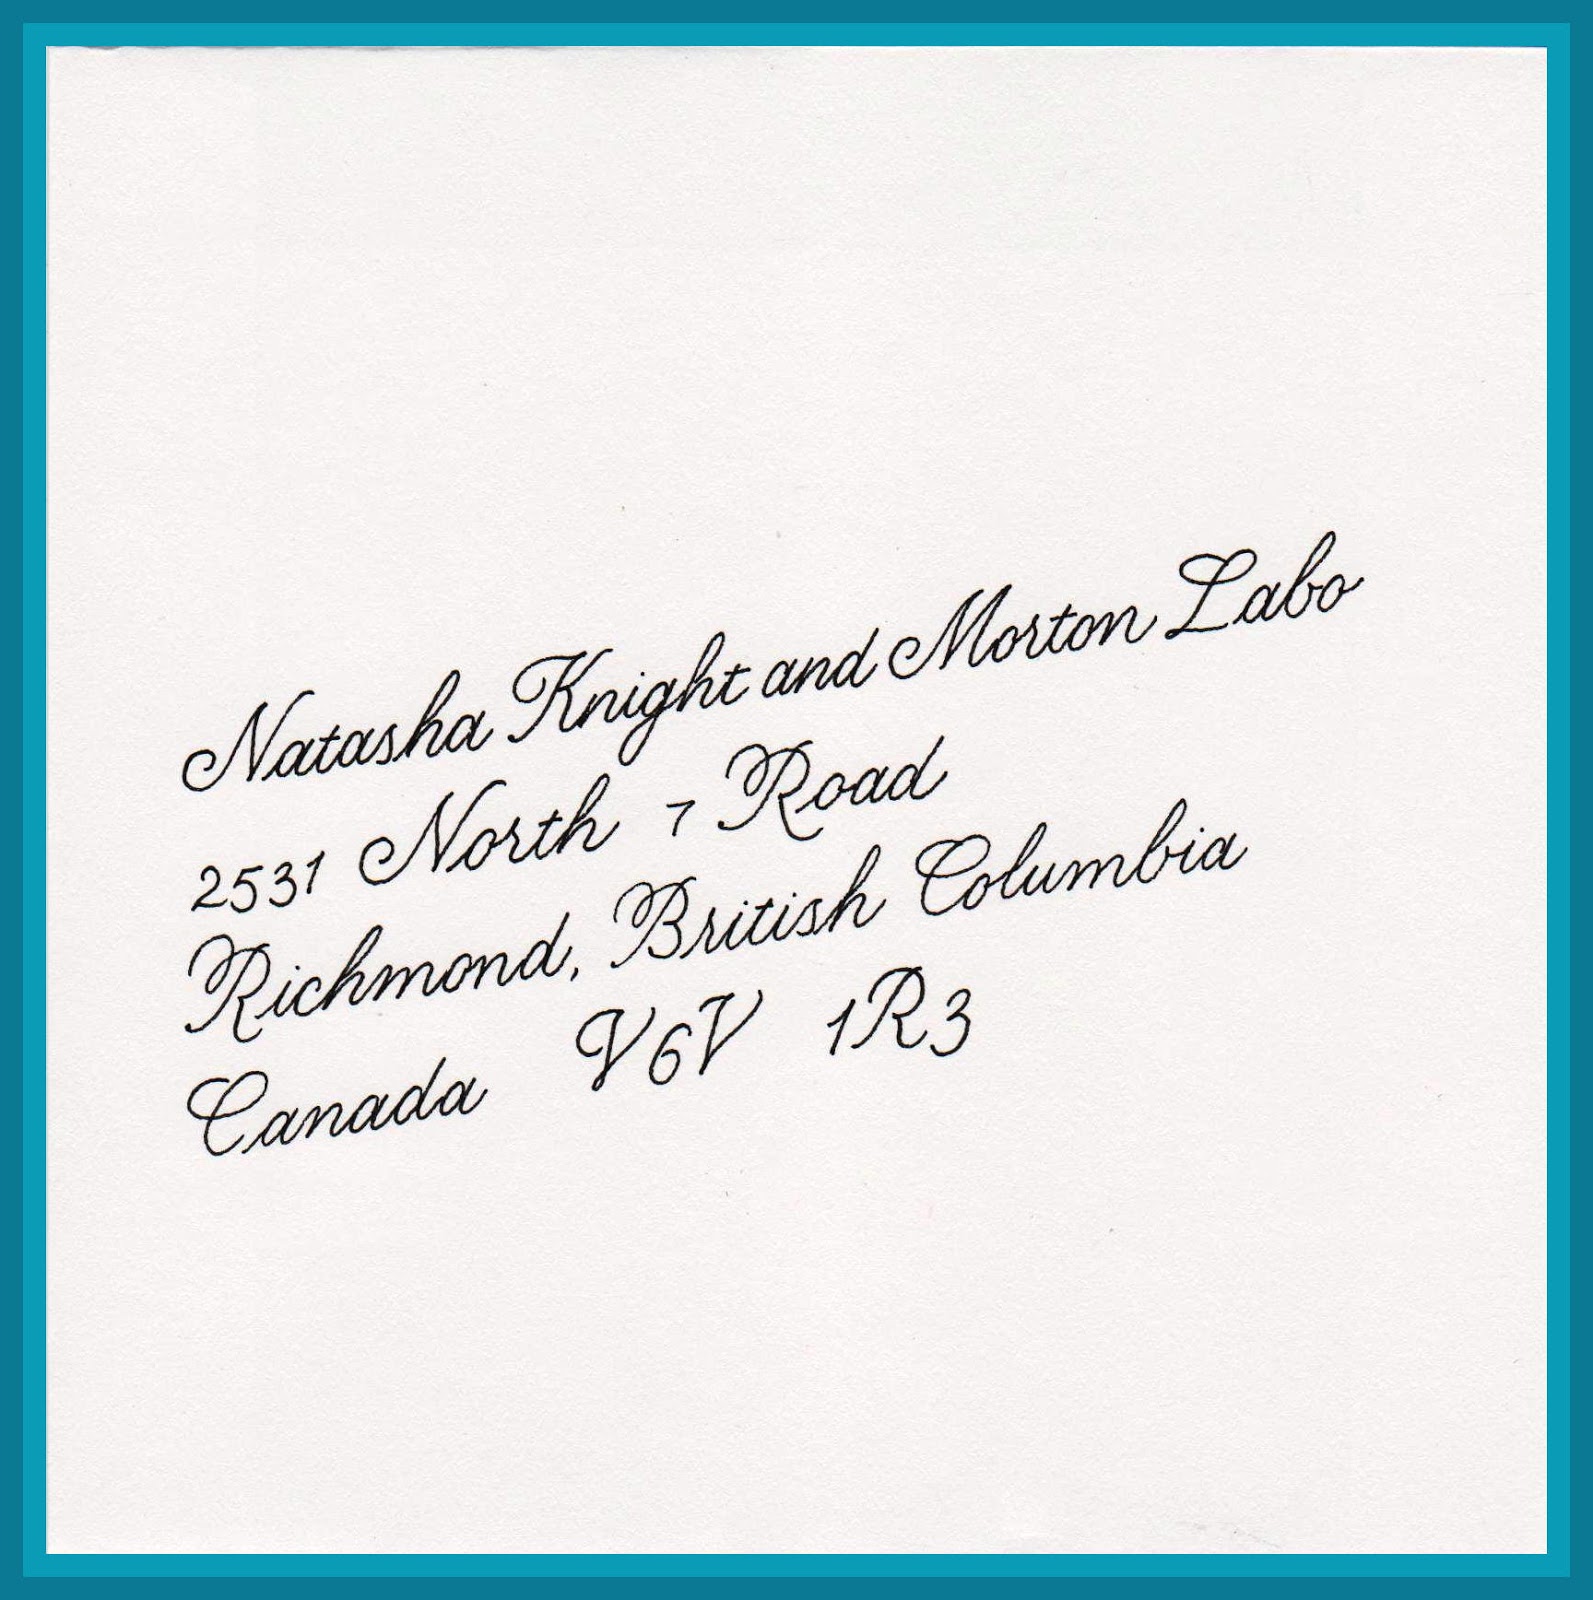 Natasha Knight and Morton Labo
2531 North 7 Road
Richmond, British Columbia
Canada V6V 1R3